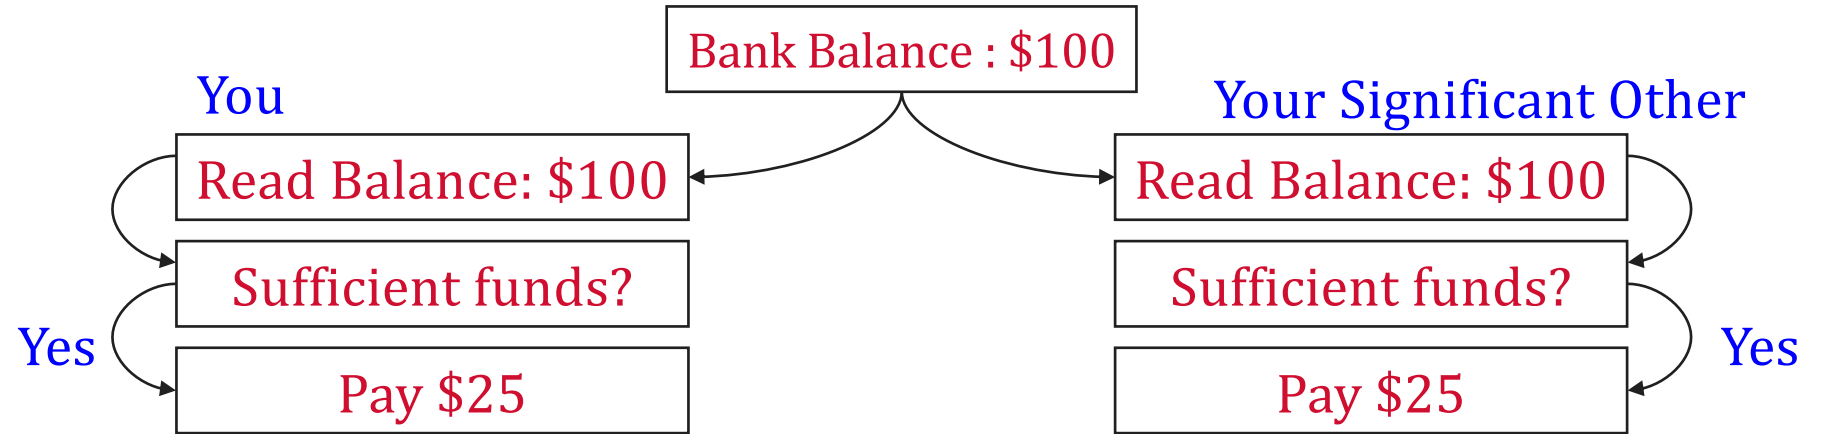 Bank Balance : $100
You
Your Significant Other
Read Balance: $100
Read Balance: $100
Sufficient funds?
Sufficient funds?
Yes
Yes
Pay $25
Pay $25